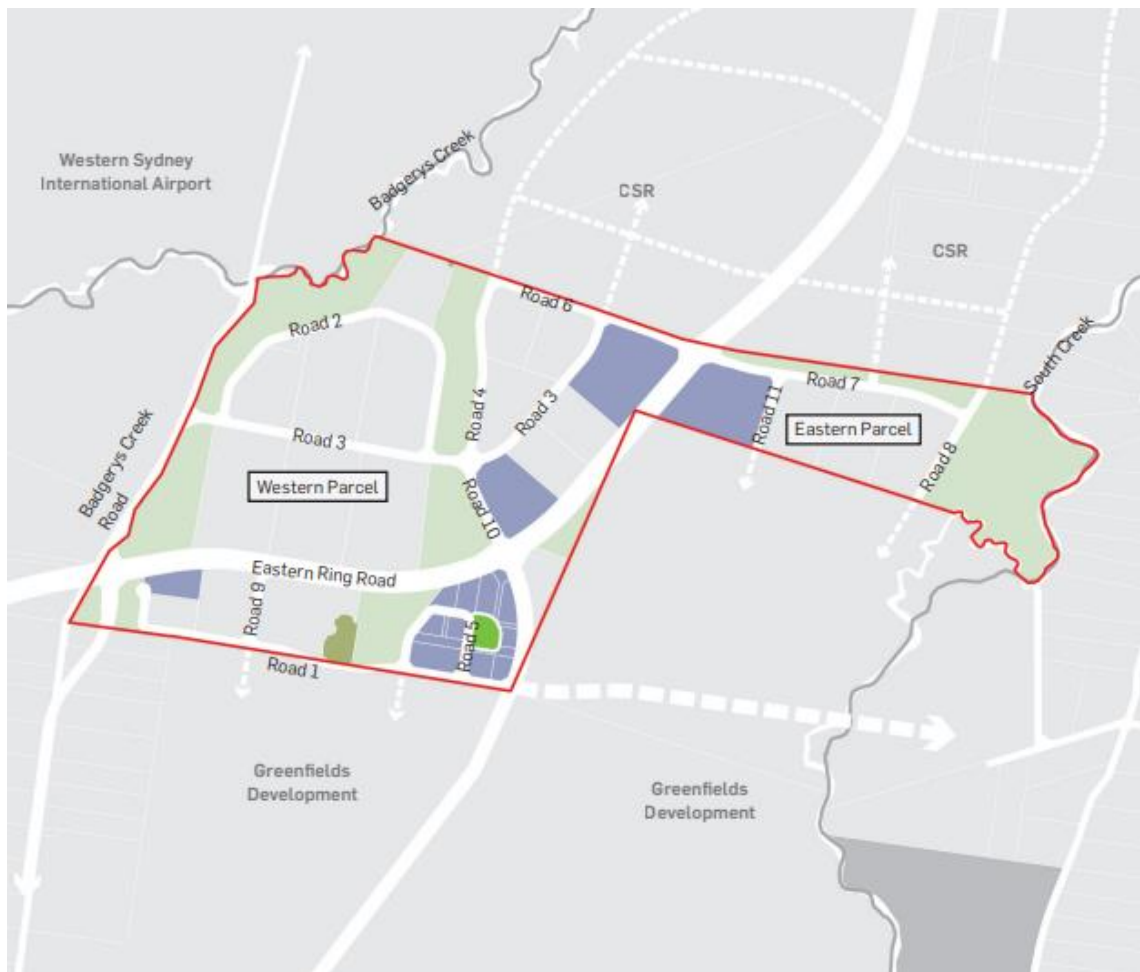 Western Sydney
International Airport
Badgerys Creek
CSR
CSR
Road 6
Road 2
South Creek
Road 7
Road 4
Road 3
Road 11
Eastern Parcel
Road 3
Road 8
Badgerys Creek
Road
Western Parcel
Road 10
Eastern Ring Road
Road 9
Road 5
Road 1
Greenfields
Development
Greenfields
Development